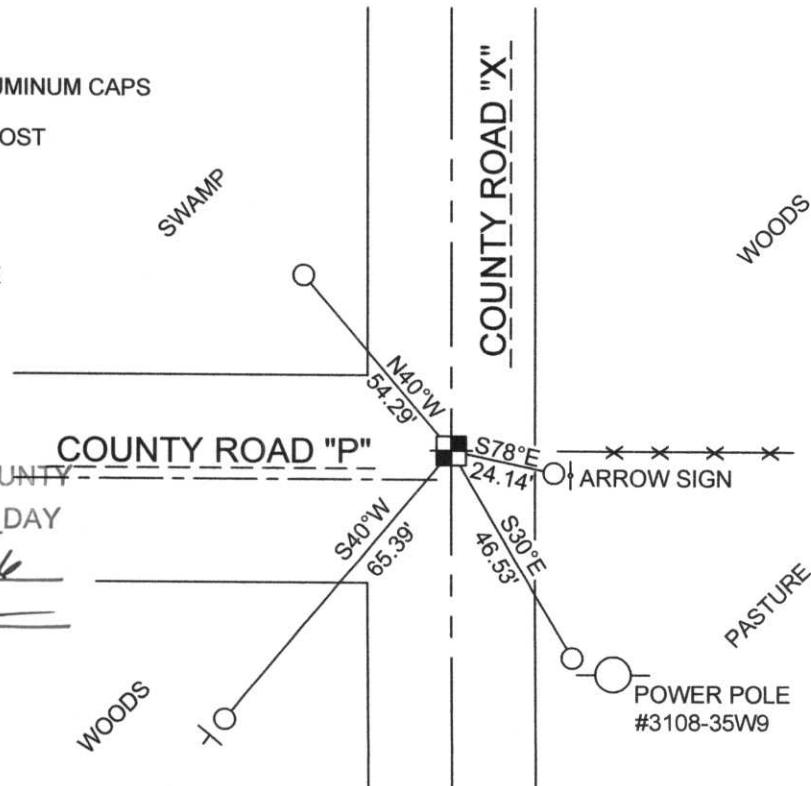 UMINUM CAPS
OST
SWAMP
COUNTY ROAD "X"
WOODS
N40°W
54.29'
COUNTY ROAD "P"
S78°E
24.14'
ARROW SIGN
UNTY
DAY
S40°W
65.39'
S30°E
46.53'
PASTURE
WOODS
POWER POLE
#3108-35W9